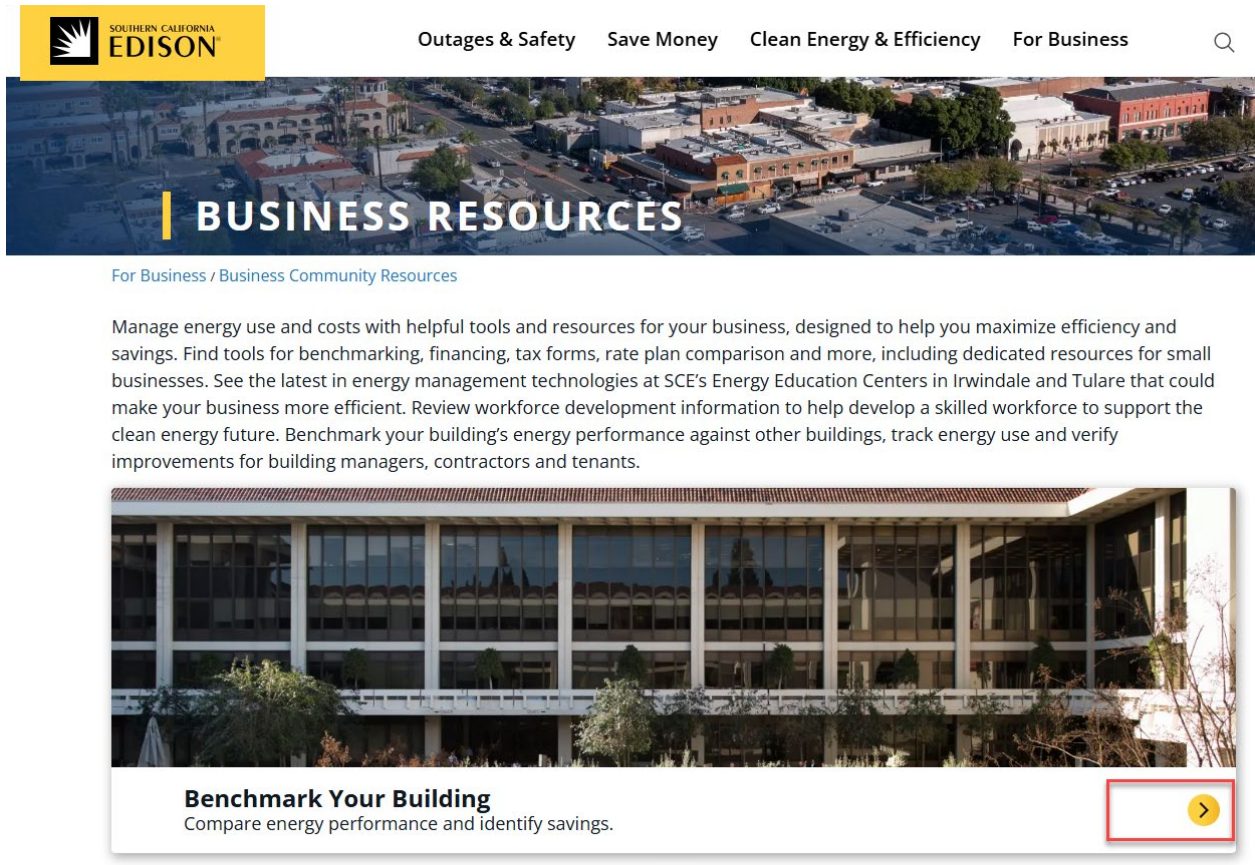 SOUTHERN CALIFORNIA
EDISON®
Outages & Safety Save Money Clean Energy & Efficiency For Business
BUSINESS RESOURCES
For Business / Business Community Resources
Manage energy use and costs with helpful tools and resources for your business, designed to help you maximize efficiency and
savings. Find tools for benchmarking, financing, tax forms, rate plan comparison and more, including dedicated resources for small
businesses. See the latest in energy management technologies at SCE’s Energy Education Centers in Irwindale and Tulare that could
make your business more efficient. Review workforce development information to help develop a skilled workforce to support the
clean energy future. Benchmark your building’s energy performance against other buildings, track energy use and verify
improvements for building managers, contractors and tenants.
Benchmark Your Building
Compare energy performance and identify savings.